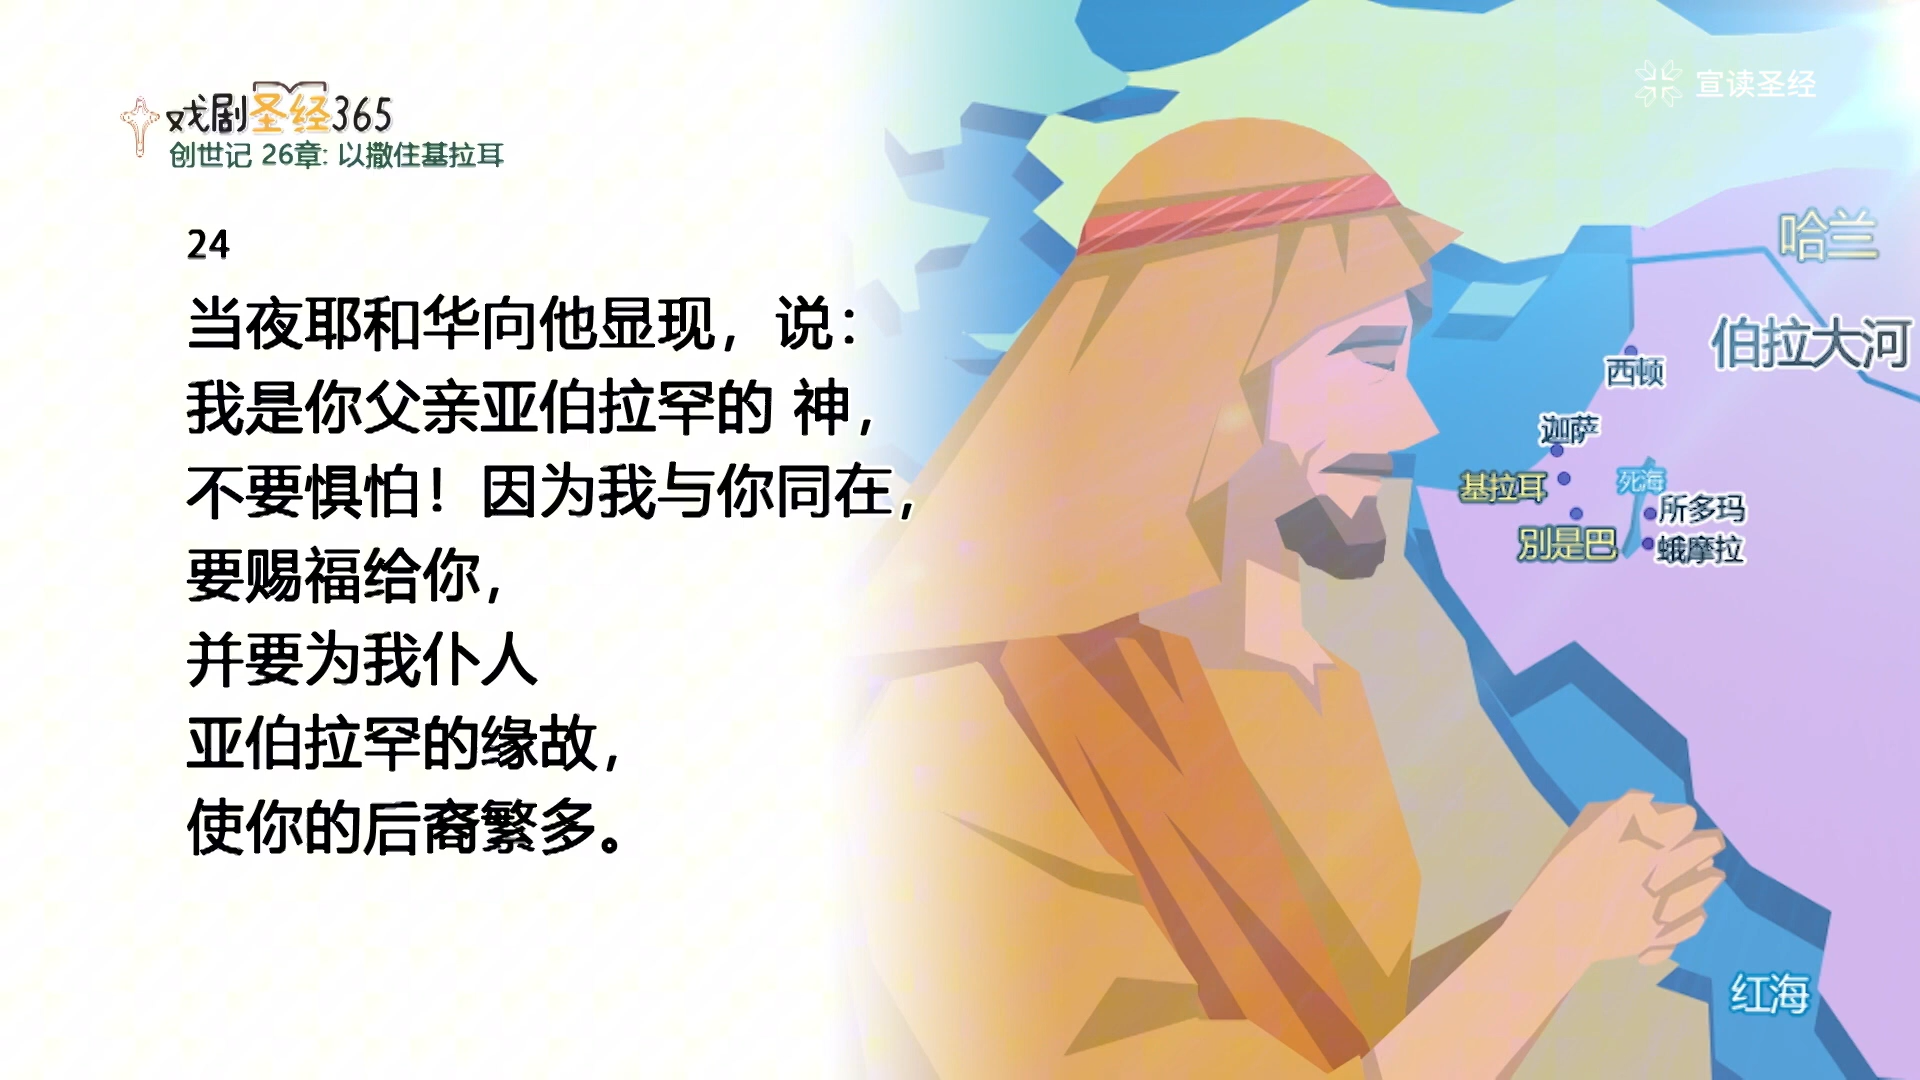 戏剧圣经365
创世记 26章: 以撒住基拉耳
宣读圣经
24
当夜耶和华向他显现，说：
我是你父亲亚伯拉罕的 神，
不要惧怕！因为我与你同在，
要赐福给你，
并要为我仆人
亚伯拉罕的缘故，
使你的后裔繁多。
哈兰
伯拉大河
西顿
迦萨
基拉耳
死海
所多玛
別是巴
蛾摩拉
红海